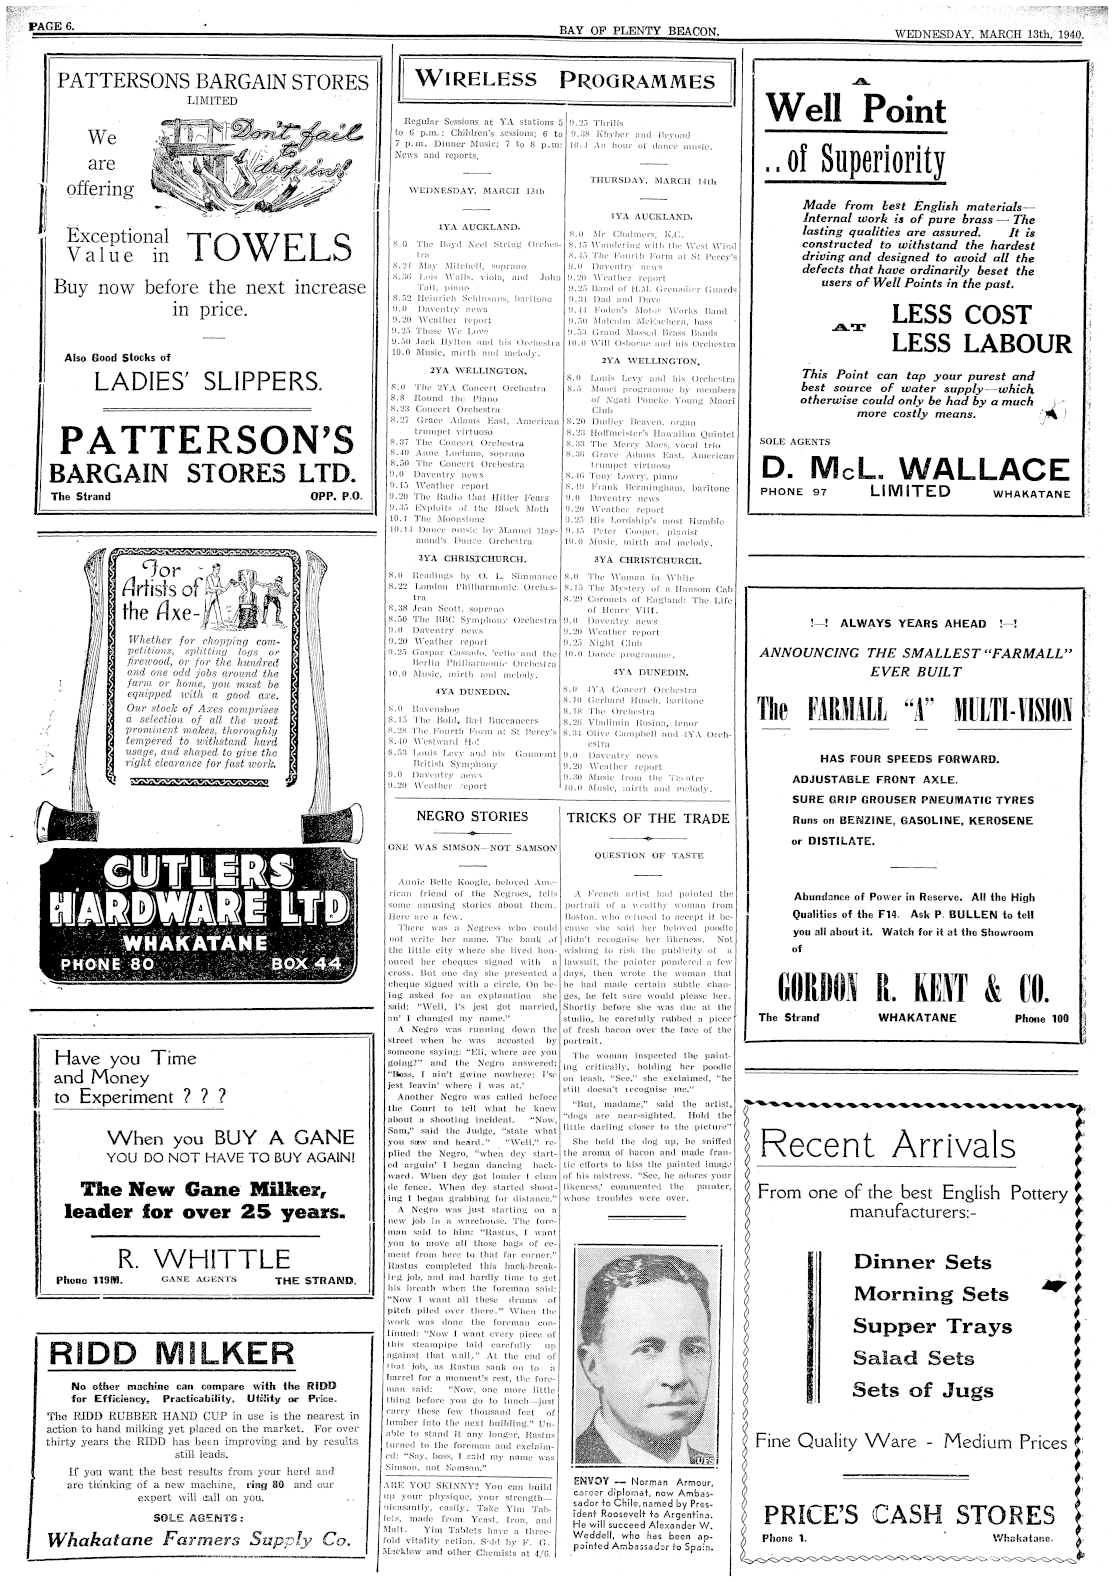 PAGE 6.
BAY OF PLENTY BEACON.
WEDNESDAY, MARCH 13th, 1940.
PATTERSONS BARGAIN STORES
LIMITED
We
are
offering
Don't fail
to
drop in!
Exceptional
Value in
TOWELS
Buy now before the next increase
in price.
Also Good Stocks of
LADIES' SLIPPERS.
PATTERSON'S
BARGAIN STORES LTD.
The Strand OPP. P.O.
For
Artists of
the Axe-
Whether for chopping com-
petitions, splitting logs or
firewood, or for the hundred
and one odd jobs around the
farm or home, you must be
equipped with a good axe.
Our stock of Axes comprises
a selection of all the most
prominent makes, thoroughly
tempered to withstand hard
usage, and shaped to give the
right clearance for fast work.
CUTLERS
HARDWARE LTD
WHAKATANE
PHONE 80 BOX 44
Have you Time
and Money
to Experiment ? ? ?
When you BUY A GANE
YOU DO NOT HAVE TO BUY AGAIN!
The New Gane Milker,
leader for over 25 years.
R. WHITTLE
Phone 119M. GANE AGENTS THE STRAND.
RIDD MILKER
No other machine can compare with the RIDD
for Efficiency, Practicability, Utility or Price.
The RIDD RUBBER HAND CUP in use is the nearest in
action to hand milking yet placed on the market. For over
thirty years the RIDD has been improving and by results
still leads.
If you want the best results from your herd and
are thinking of a new machine, ring 80 and our
expert will call on you.
SOLE AGENTS:
Whakatane Farmers Supply Co.
WIRELESS PROGRAMMES
Regular Sessions at YA stations 5
to 6 p.m.: Children's sessions; 6 to
7 p.m. Dinner Music; 7 to 8 p.m:
News and reports.
WEDNESDAY, MARCH 13th
1YA AUCKLAND.
8.0 The Boyd Neel String Orches-
tra
8.21 May Mitchell, soprano
8.36 Lois Walls, viola, and John
Tait, piano
8.52 Heinrich Schlusnus, baritone
9.0 Daventry news
9.20 Weather report
9.25 Those We Love
9.50 Jack Hylton and his Orchestra
10.0 Music, mirth and melody.
2YA WELLINGTON.
8.0 The 2YA Concert Orchestra
8.8 Round the Piano
8.23 Concert Orchestra
8.27 Grace Adams East, American
trumpet virtuoso
8.37 The Concert Orchestra
8.40 Anne Luciano, soprano
8.50 The Concert Orchestra
9.0 Daventry news
9.15 Weather report
9.20 The Radio that Hitler Fears
9.35 Exploits of the Black Moth
10.1 The Moonstone
10.14 Dance music by Manuel Ray-
mond's Dance Orchestra
3YA CHRISTCHURCH.
8.0 Readings by O. L. Simmance
8.22 London Philharmonic Orches-
tra
8.38 Jean Scott, soprano
8.50 The BBC Symphony Orchestra
9.0 Daventry news
9.20 Weather report
9.25 Gaspar Cassado, 'cello and the
Berlin Philharmonic Orchestra
10.0 Music, mirth and melody.
4YA DUNEDIN.
8.0 Ravenshoe
8.15 The Bold, Bad Buccaneers
8.28 The Fourth Form at St Percy's
8.40 Westward Ho!
8.53 Louis Levy and his Gaumont
British Symphony
9.0 Daventry news
9.20 Weather report
9.25 Thrills
9.38 Khyber and Beyond
10.1 An hour of dance music.
THURSDAY, MARCH 14th
1YA AUCKLAND.
8.0 Mr Chalmers, K.C.
8.15 Wandering with the West Wind
8.45 The Fourth Form at St Percy's
9.0 Daventry news
9.20 Weather report
9.25 Band of H.M. Grenadier Guards
9.31 Dad and Dave
9.44 Foden's Motor Works Band
9.50 Malcolm McEachern, bass
9.53 Grand Massed Brass Bands
10.0 Will Osborne and his Orchestra
2YA WELLINGTON.
8.0 Louis Levy and his Orchestra
8.5 Maori programme by members
of Ngati Poneke Young Maori
Club
8.20 Dudley Beaven, organ
8.23 Hoffmeister's Hawaiian Quintet
8.33 The Merry Macs, vocal trio
8.36 Grave Adams East, American
trumpet virtuoso
8.46 Tony Lowry, piano
8.49 Frank Bermingham, baritone
9.0 Daventry news
9.20 Weather report
9.25 His Lordship's most Humble
9.45 Peter Cooper, pianist
10.0 Music, mirth and melody.
3YA CHRISTCHURCH.
8.0 The Woman in White
8.15 The Mystery of a Hansom Cab
8.29 Coronets of England: The Life
of Henry VIII.
9.0 Daventry news
9.20 Weather report
9.25 Night Club
10.0 Dance programme.
4YA DUNEDIN.
8.0 4YA Concert Orchestra
8.10 Gerhard Husch, baritone
8.18 The Orchestra
8.26 Vladimin Rosina, tenor
8.34 Olive Campbell and 4YA Orch-
estra
9.0 Daventry news
9.20 Weather report
9.30 Music from the Theatre
10.0 Music, mirth and melody.
NEGRO STORIES
ONE WAS SIMSON—NOT SAMSON
Annie Belle Koogle, beloved Ame-
rican friend of the Negroes, tells
some amusing stories about them.
Here are a few.
There was a Negress who could
not write her name. The bank of
the little city where she lived hon-
oured her cheques signed with a
cross. But one day she presented a
cheque signed with a circle. On be-
ing asked for an explanation she
said: "Well, I's jest got married,
an' I changed my name."
A Negro was running down the
street when he was accosted by
someone saying: "Eli, where are you
going?" and the Negro answered:
"Boss, I ain't gwine nowhere; I'se
jest leavin' where I was at.'
Another Negro was called before
the Court to tell what he knew
about a shooting incident. "Now,
Sam," said the Judge, "state what
you saw and heard." "Well," re-
plied the Negro, "when dey start-
ed arguin' I began dancing back-
ward. When dey got louder I clum
de fence. When dey started shoot-
ing I began grabbing for distance."
A Negro was just starting on a
new job in a warehouse. The fore-
man said to him: "Rastus, I want
you to move all those bags of ce-
ment from here to that far corner."
Rastus completed this back-break-
ing job, and had hardly time to get
his breath when the foreman said:
"Now I want all these drums of
pitch piled over there." When the
work was done the foreman con-
tinued: "Now I want every piece of
this steampipe laid carefully up
against that wall." At the end of
that job, as Rastus sank on to a
barrel for a moment's rest, the fore-
man said: "Now, one more little
thing before you go to lunch—just
carry these few thousand feet of
lumber into the next building." Un-
able to stand it any longer, Rastus
turned to the foreman and exclaim-
ed: "Say, boss, I said my name was
Simson, not Samson."
ARE YOU SKINNY? You can build
up your physique, your strength—
pleasantly, easily. Take Yim Tab-
lets, made from Yeast, Iron, and
Malt. Yim Tablets have a three-
fold vitality action. Sold by F. G.
Macklow and other Chemists at 4/6.
TRICKS OF THE TRADE
QUESTION OF TASTE
A French artist had painted the
portrait of a wealthy woman from
Boston, who refused to accept it be-
cause she said her beloved poodle
didn't recognise her likeness. Not
wishing to risk the publicity of a
lawsuit, the painter pondered a few
days, then wrote the woman that
he had made certain subtle chan-
ges, he felt sure would please her.
Shortly before she was due at the
studio, he carefully rubbed a piece
of fresh bacon over the face of the
portrait.
The woman inspected the paint-
ing critically, holding her poodle
on leash. "See," she exclaimed, "he
still doesn't recognise me."
"But, madame," said the artist,
"dogs are near-sighted. Hold the
little darling closer to the picture"
She held the dog up, he sniffed
the aroma of bacon and made fran-
tic efforts to kiss the painted image
of his mistress. "See, he adores your
likeness,' commented the painter,
whose troubles were over.
ENVOY — Norman Armour,
career diplomat, now Ambas-
sador to Chile, named by Pres-
ident Roosevelt to Argentina.
He will succeed Alexander W.
Weddell, who has been ap-
pointed Ambassador to Spain.
A
Well Point
..of Superiority
Made from best English materials—
Internal work is of pure brass — The
lasting qualities are assured. It is
constructed to withstand the hardest
driving and designed to avoid all the
defects that have ordinarily beset the
users of Well Points in the past.
AT
LESS COST
LESS LABOUR
This Point can tap your purest and
best source of water supply—which
otherwise could only be had by a much
more costly means.
SOLE AGENTS
D. McL. WALLACE
PHONE 97 LIMITED WHAKATANE
!—! ALWAYS YEARS AHEAD !—!
ANNOUNCING THE SMALLEST "FARMALL"
EVER BUILT
The FARMALL "A" MULTI-VISION
HAS FOUR SPEEDS FORWARD.
ADJUSTABLE FRONT AXLE.
SURE GRIP GROUSER PNEUMATIC TYRES
Runs on BENZINE, GASOLINE, KEROSENE
or DISTILATE.
Abundance of Power in Reserve. All the High
Qualities of the F14. Ask P. BULLEN to tell
you all about it. Watch for it at the Showroom
of
GORDON R. KENT & CO.
The Strand WHAKATANE Phone 100
Recent Arrivals
From one of the best English Pottery
manufacturers:-
Dinner Sets
Morning Sets
Supper Trays
Salad Sets
Sets of Jugs
Fine Quality Ware - Medium Prices
PRICE'S CASH STORES
Phone 1. Whakatane.